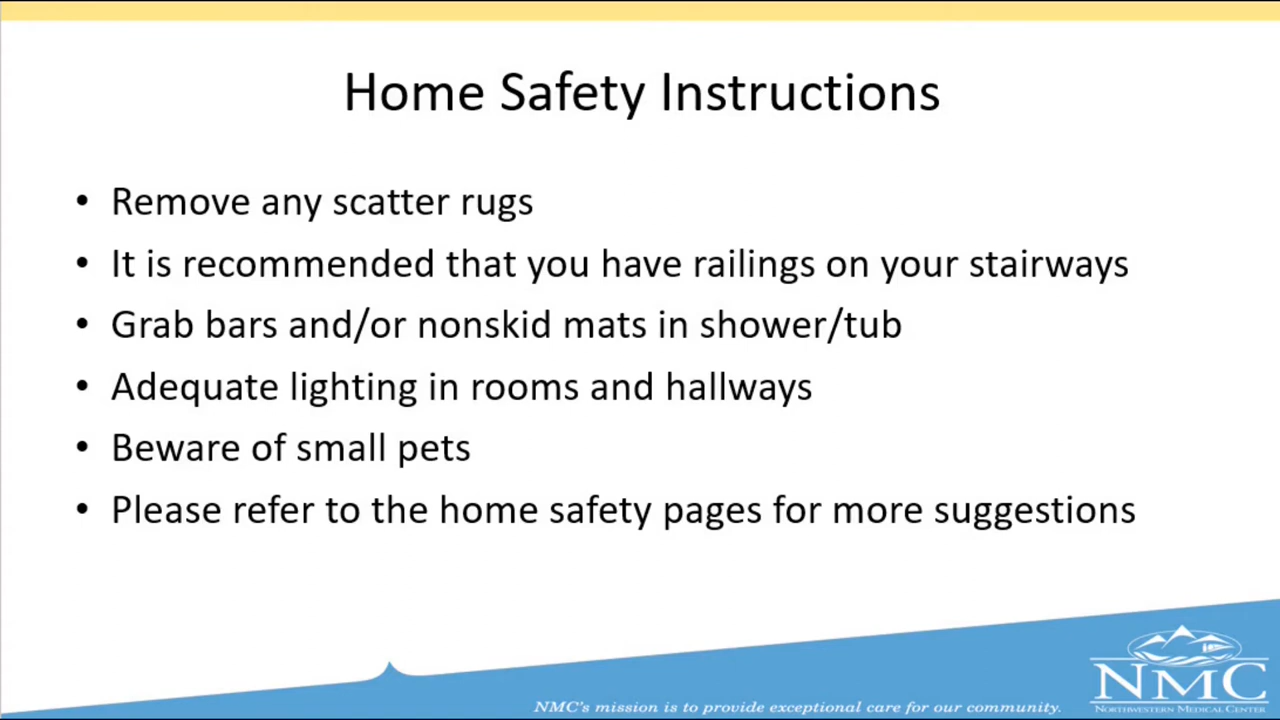 Home Safety Instructions
• Remove any scatter rugs
• It is recommended that you have railings on your stairways
• Grab bars and/or nonskid mats in shower/tub
• Adequate lighting in rooms and hallways
• Beware of small pets
• Please refer to the home safety pages for more suggestions
NMC
NORTHWESTERN MEDICAL CENTER
NMC's mission is to provide exceptional care for our community.